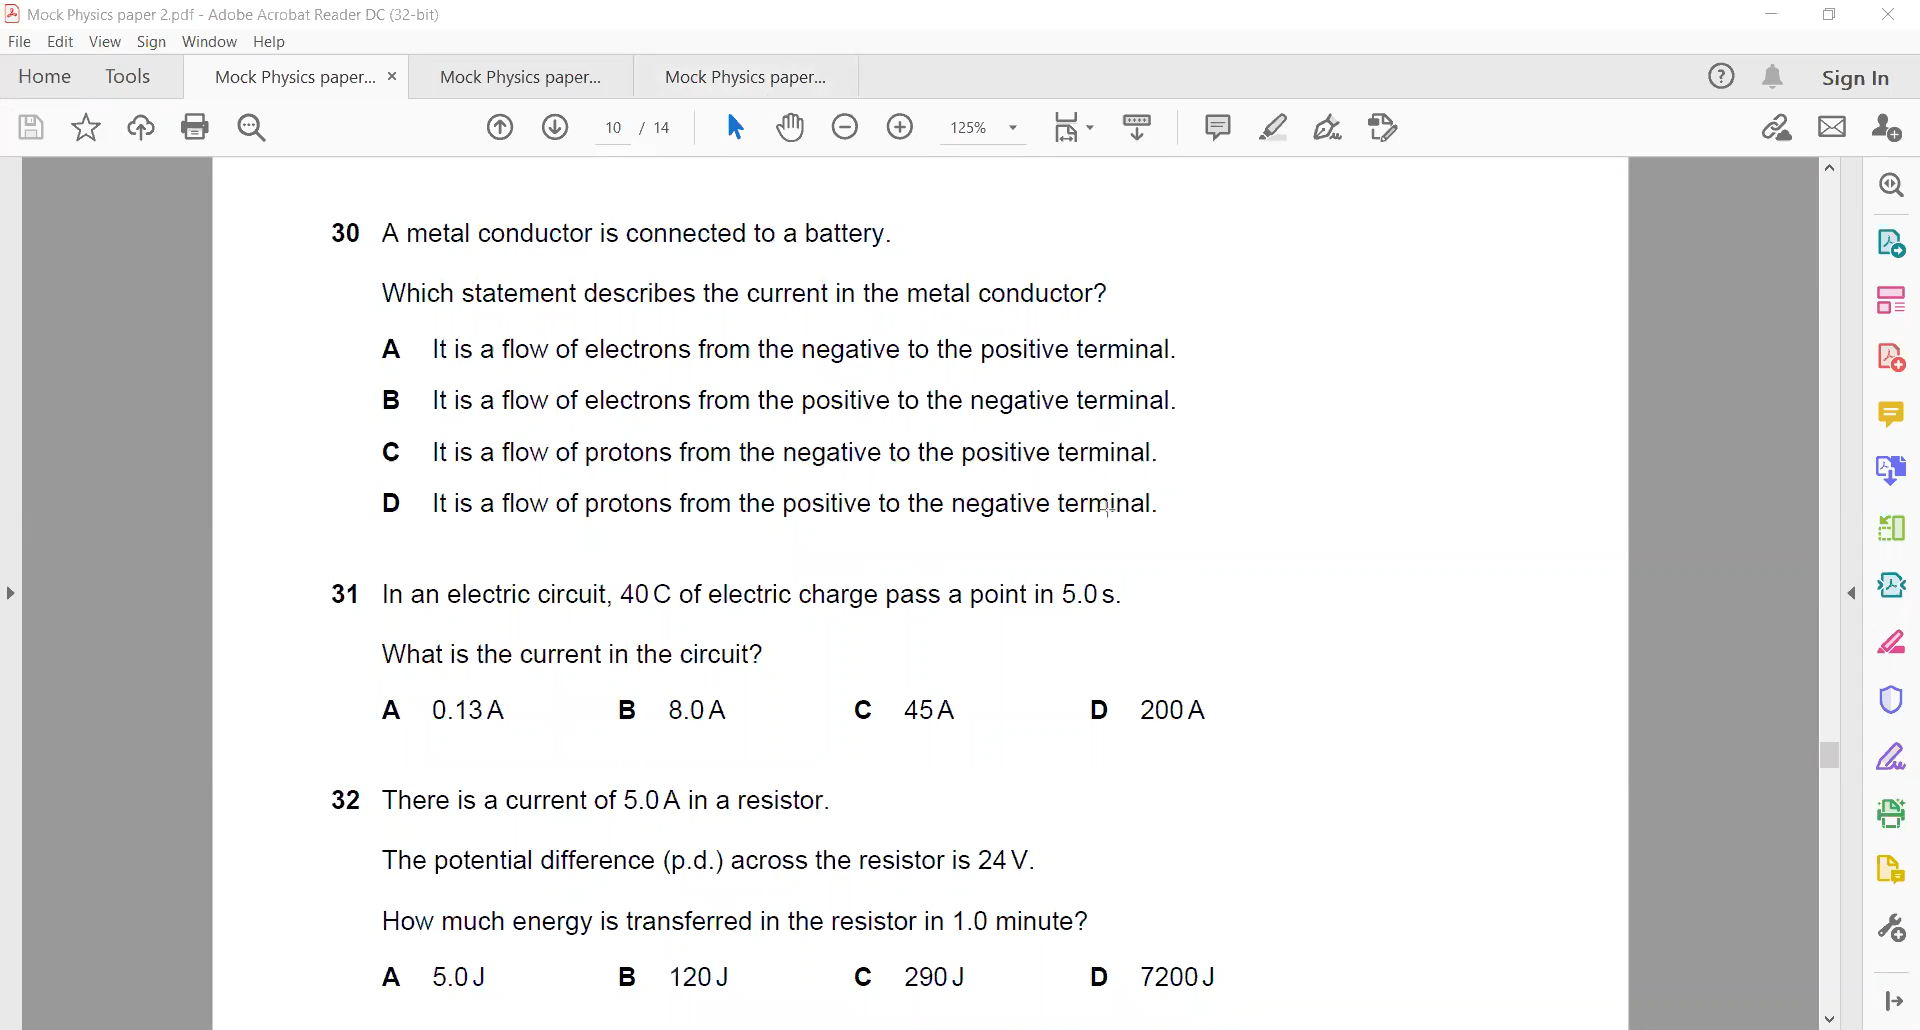 Mock Physics paper 2.pdf - Adobe Acrobat Reader DC (32-bit)
File Edit View Sign Window Help
Home Tools Mock Physics paper... × Mock Physics paper... Mock Physics paper... Sign In
10 / 14 125%
30 A metal conductor is connected to a battery.
Which statement describes the current in the metal conductor?
A It is a flow of electrons from the negative to the positive terminal.
B It is a flow of electrons from the positive to the negative terminal.
C It is a flow of protons from the negative to the positive terminal.
D It is a flow of protons from the positive to the negative terminal.
31 In an electric circuit, 40 C of electric charge pass a point in 5.0 s.
What is the current in the circuit?
A 0.13 A B 8.0 A C 45 A D 200 A
32 There is a current of 5.0 A in a resistor.
The potential difference (p.d.) across the resistor is 24 V.
How much energy is transferred in the resistor in 1.0 minute?
A 5.0 J B 120 J C 290 J D 7200 J